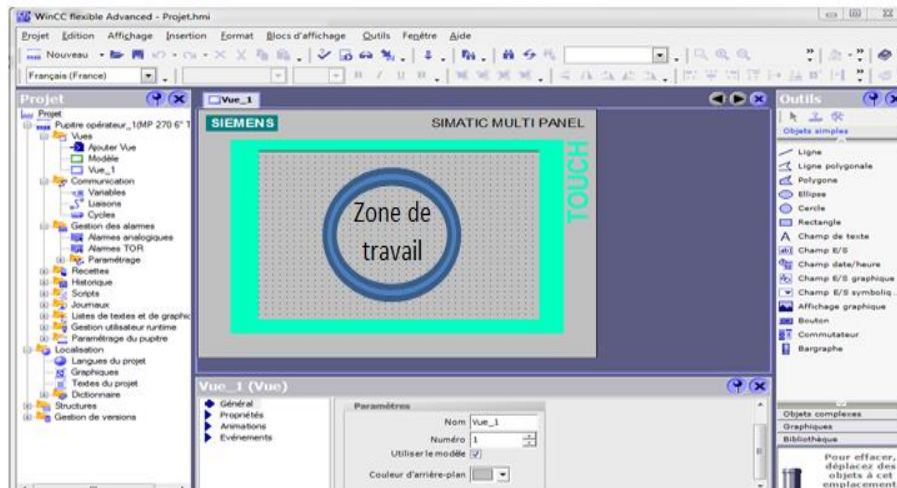 WinCC flexible Advanced - Projet.hmi
Projet Edition Affichage Insertion Format Blocs d'affichage Outils Fenêtre Aide
Nouveau
Français (France)
Projet
Projet
Pupitre opérateur_1(MP 270 6" T
Vues
Ajouter Vue
Modèle
Vue_1
Communication
Variables
Liaisons
Cycles
Gestion des alarmes
Alarmes analogiques
Alarmes TOR
Paramétrage
Recettes
Historique
Scripts
Journaux
Listes de textes et de graphic
Gestion utilisateur runtime
Paramétrage du pupitre
Localisation
Langues du projet
Graphiques
Textes du projet
Dictionnaire
Structures
Gestion de versions
Vue_1
SIEMENS
SIMATIC MULTI PANEL
TOUCH
Zone de
travail
Vue_1 (Vue)
Général
Propriétés
Animations
Evénements
Paramètres
Nom Vue_1
Numéro 1
Utiliser le modèle
Couleur d'arrière-plan
Outils
Objets simples
Ligne
Ligne polygonale
Polygone
Ellipse
Cercle
Rectangle
Champ de texte
Champ E/S
Champ date/heure
Champ E/S graphique
Champ E/S symboliq...
Affichage graphique
Bouton
Commutateur
Bargraphe
Objets complexes
Graphiques
Bibliothèque
Pour effacer,
déplacez des
objets à cet
emplacement